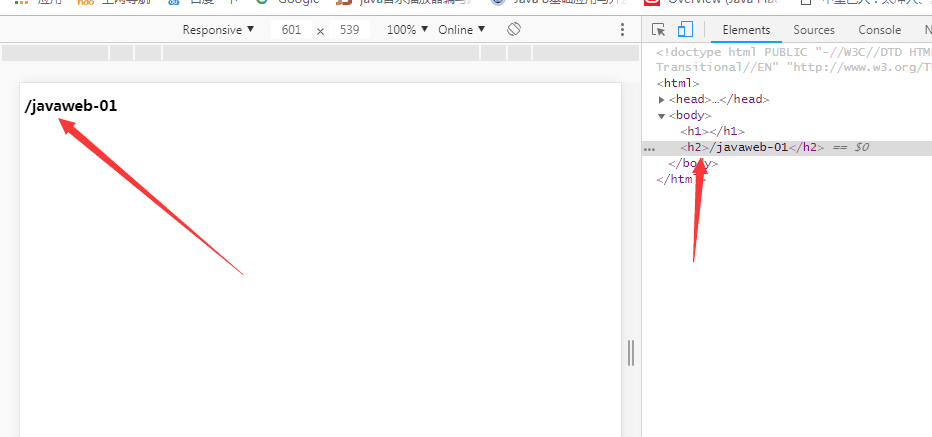 Google
Responsive ▼ 601 × 539 100% ▼ Online ▼
Elements Sources Console
/javaweb-01
<!doctype html PUBLIC "-//W3C//DTD HTM
Transitional//EN" "http://www.w3.org/T
<html>
▶ <head>…</head>
▼ <body>
<h1></h1>
… <h2>/javaweb-01</h2> == $0
</body>
</html>